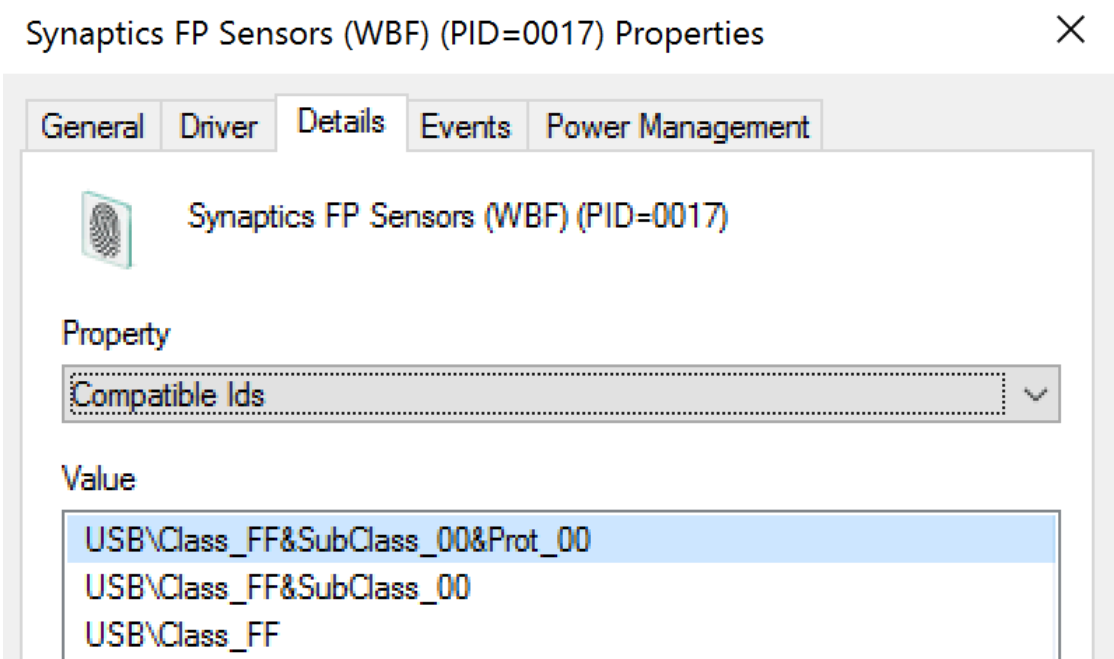 Synaptics FP Sensors (WBF) (PID=0017) Properties
General Driver Details Events Power Management
Synaptics FP Sensors (WBF) (PID=0017)
Property
Compatible Ids
Value
USB\Class_FF&SubClass_00&Prot_00
USB\Class_FF&SubClass_00
USB\Class_FF